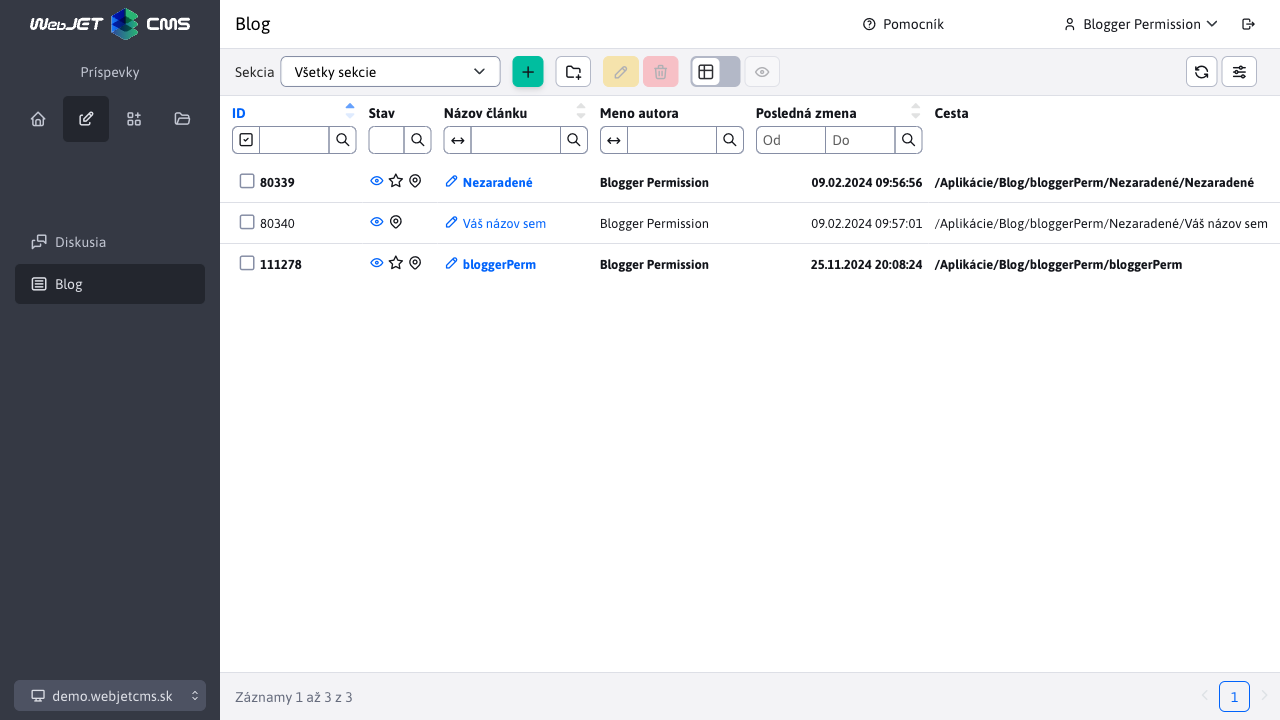 WebJET CMS
Blog
Pomocník
Blogger Permission
Príspevky
Sekcia
Všetky sekcie
ID
Stav
Názov článku
Meno autora
Posledná zmena
Cesta
Od
Do
80339
Nezaradené
Blogger Permission
09.02.2024 09:56:56
/Aplikácie/Blog/bloggerPerm/Nezaradené/Nezaradené
80340
Váš názov sem
Blogger Permission
09.02.2024 09:57:01
/Aplikácie/Blog/bloggerPerm/Nezaradené/Váš názov sem
111278
bloggerPerm
Blogger Permission
25.11.2024 20:08:24
/Aplikácie/Blog/bloggerPerm/bloggerPerm
Diskusia
Blog
demo.webjetcms.sk
Záznamy 1 až 3 z 3
1